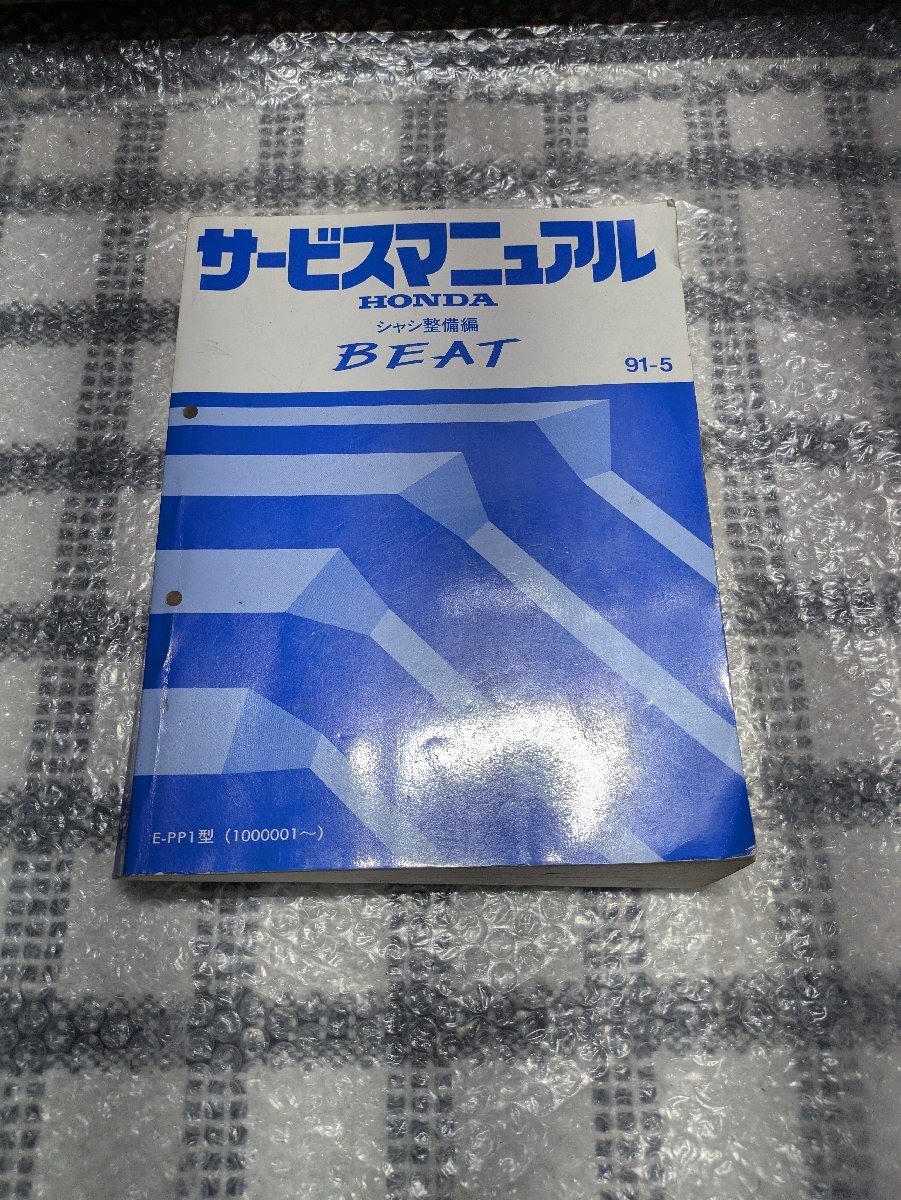 サービスマニュアル
HONDA
シャシ整備編
BEAT
91-5
E-PP1型 (1000001～)